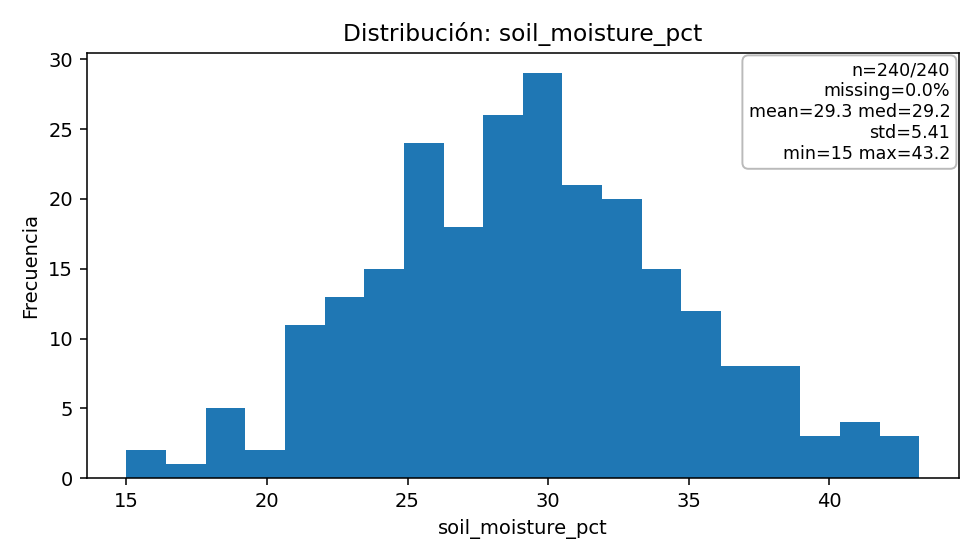 Distribución: soil_moisture_pct
n=240/240
missing=0.0%
mean=29.3 med=29.2
std=5.41
min=15 max=43.2
Frecuencia
30
25
20
15
10
5
0
15 20 25 30 35 40
soil_moisture_pct